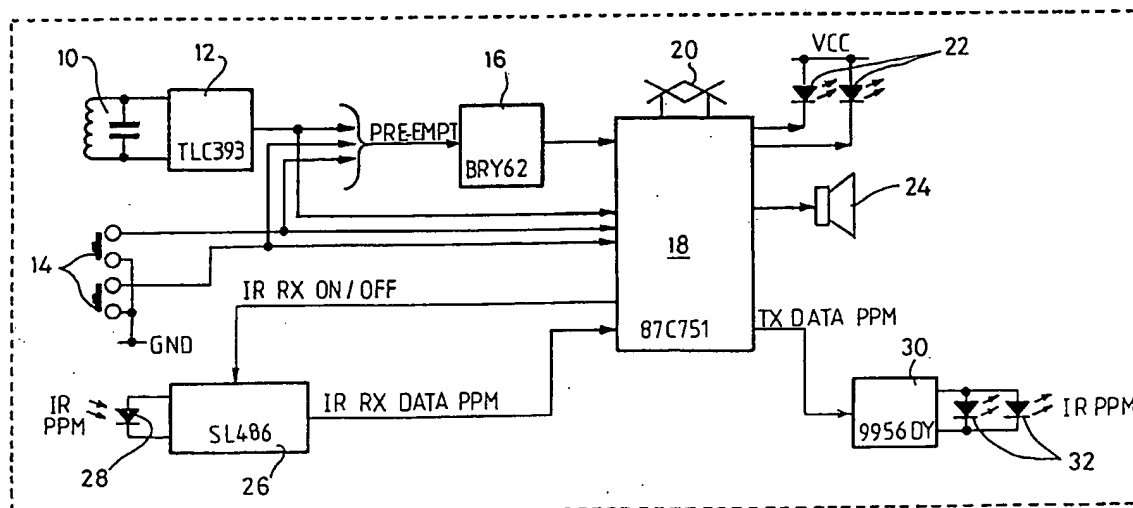 10
12
TLC393
PRE-EMPT
16
BRY62
20
VCC
22
24
18
87C751
14
GND
IR RX ON/OFF
TX DATA PPM
30
9956DY
IR PPM
32
IR
PPM
28
SL486
26
IR RX DATA PPM